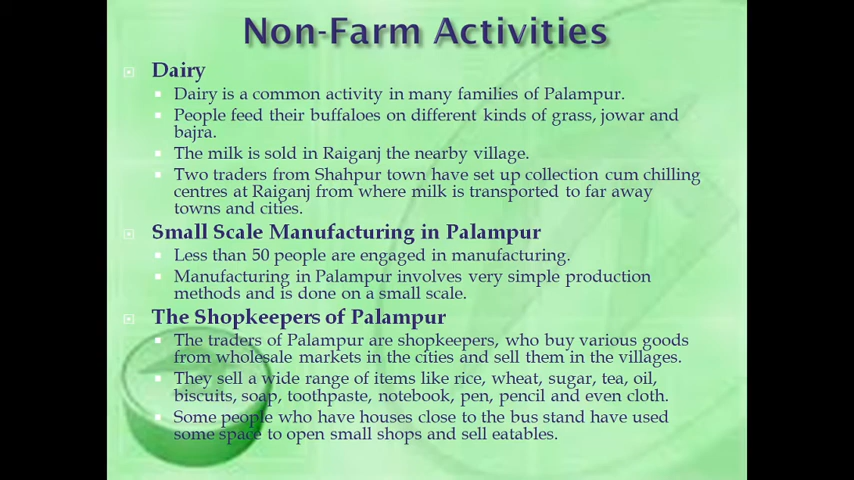 Non-Farm Activities
Dairy
Dairy is a common activity in many families of Palampur.
People feed their buffaloes on different kinds of grass, jowar and
bajra.
The milk is sold in Raiganj the nearby village.
Two traders from Shahpur town have set up collection cum chilling
centres at Raiganj from where milk is transported to far away
towns and cities.
Small Scale Manufacturing in Palampur
Less than 50 people are engaged in manufacturing.
Manufacturing in Palampur involves very simple production
methods and is done on a small scale.
The Shopkeepers of Palampur
The traders of Palampur are shopkeepers, who buy various goods
from wholesale markets in the cities and sell them in the villages.
They sell a wide range of items like rice, wheat, sugar, tea, oil,
biscuits, soap, toothpaste, notebook, pen, pencil and even cloth.
Some people who have houses close to the bus stand have used
some space to open small shops and sell eatables.